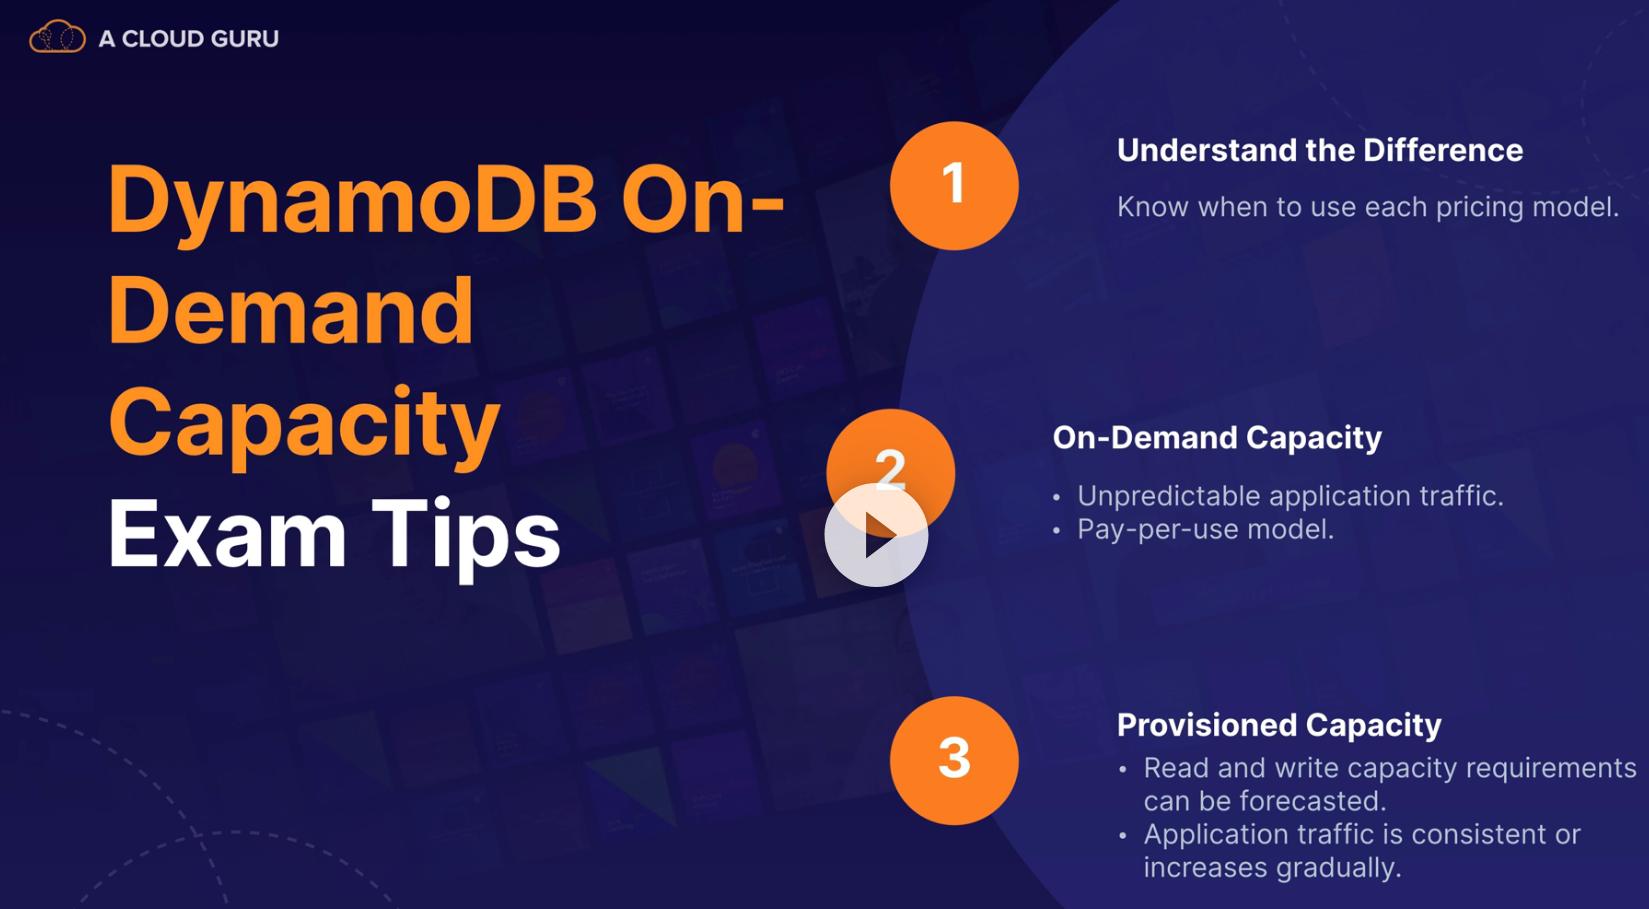 A CLOUD GURU
DynamoDB On-
Demand
Capacity
Exam Tips
1
Understand the Difference
Know when to use each pricing model.
2
On-Demand Capacity
• Unpredictable application traffic.
• Pay-per-use model.
3
Provisioned Capacity
• Read and write capacity requirements
can be forecasted.
• Application traffic is consistent or
increases gradually.